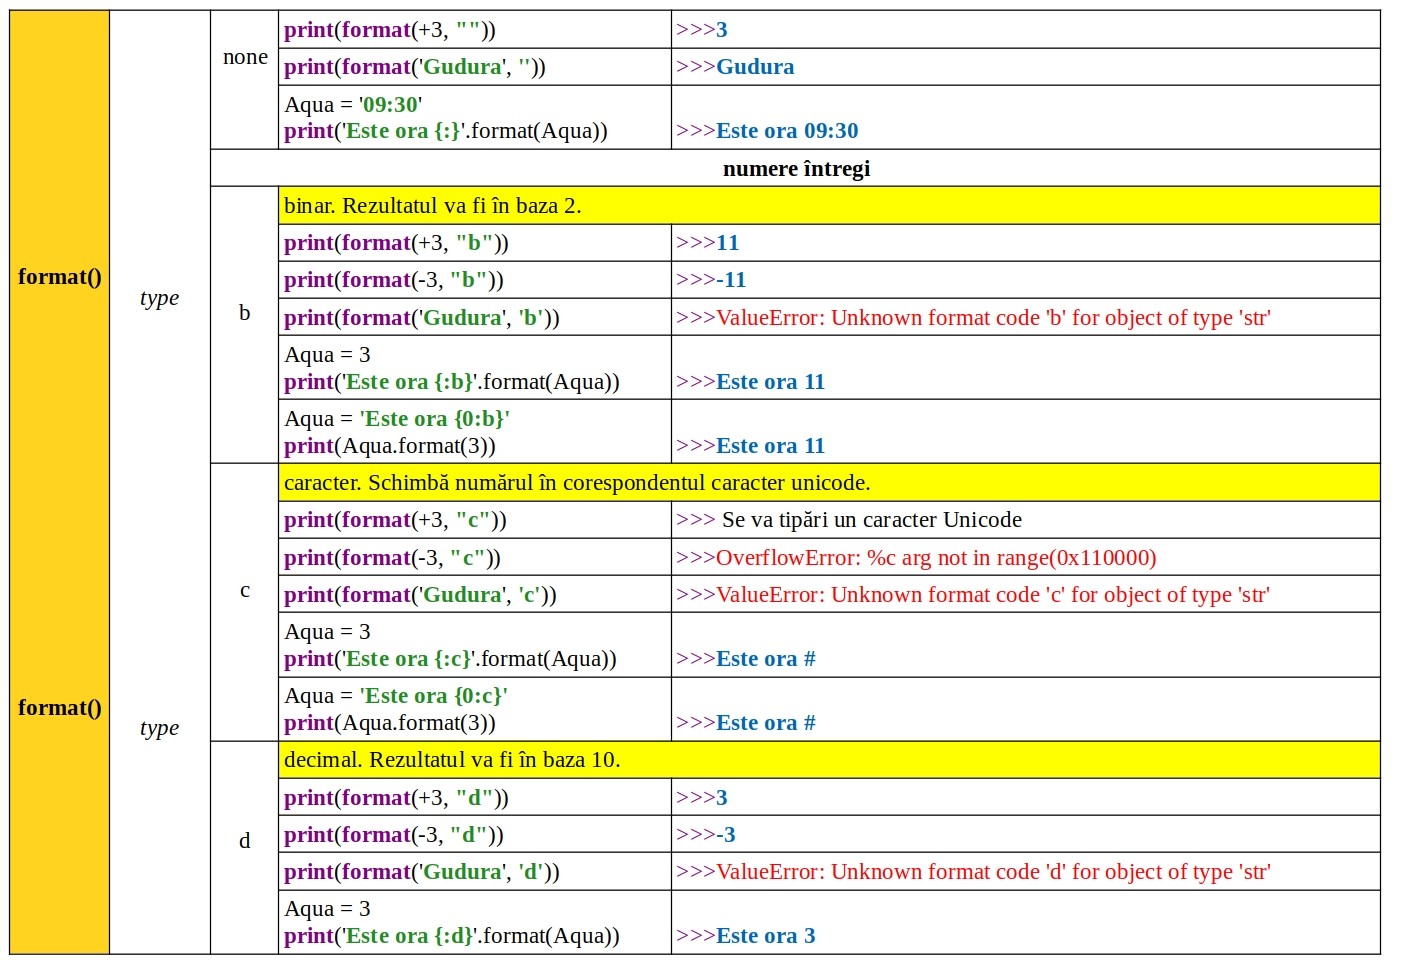 format()
type
none
print(format(+3, ""))
>>>3
print(format('Gudura', ''))
>>>Gudura
Aqua = '09:30'
print('Este ora {:}'.format(Aqua))
>>>Este ora 09:30
numere întregi
b
binar. Rezultatul va fi în baza 2.
print(format(+3, "b"))
>>>11
print(format(-3, "b"))
>>>-11
print(format('Gudura', 'b'))
>>>ValueError: Unknown format code 'b' for object of type 'str'
Aqua = 3
print('Este ora {:b}'.format(Aqua))
>>>Este ora 11
Aqua = 'Este ora {0:b}'
print(Aqua.format(3))
>>>Este ora 11
c
caracter. Schimbă numărul în corespondentul caracter unicode.
print(format(+3, "c"))
>>> Se va tipări un caracter Unicode
print(format(-3, "c"))
>>>OverflowError: %c arg not in range(0x110000)
print(format('Gudura', 'c'))
>>>ValueError: Unknown format code 'c' for object of type 'str'
Aqua = 3
print('Este ora {:c}'.format(Aqua))
>>>Este ora #
Aqua = 'Este ora {0:c}'
print(Aqua.format(3))
>>>Este ora #
format()
type
d
decimal. Rezultatul va fi în baza 10.
print(format(+3, "d"))
>>>3
print(format(-3, "d"))
>>>-3
print(format('Gudura', 'd'))
>>>ValueError: Unknown format code 'd' for object of type 'str'
Aqua = 3
print('Este ora {:d}'.format(Aqua))
>>>Este ora 3